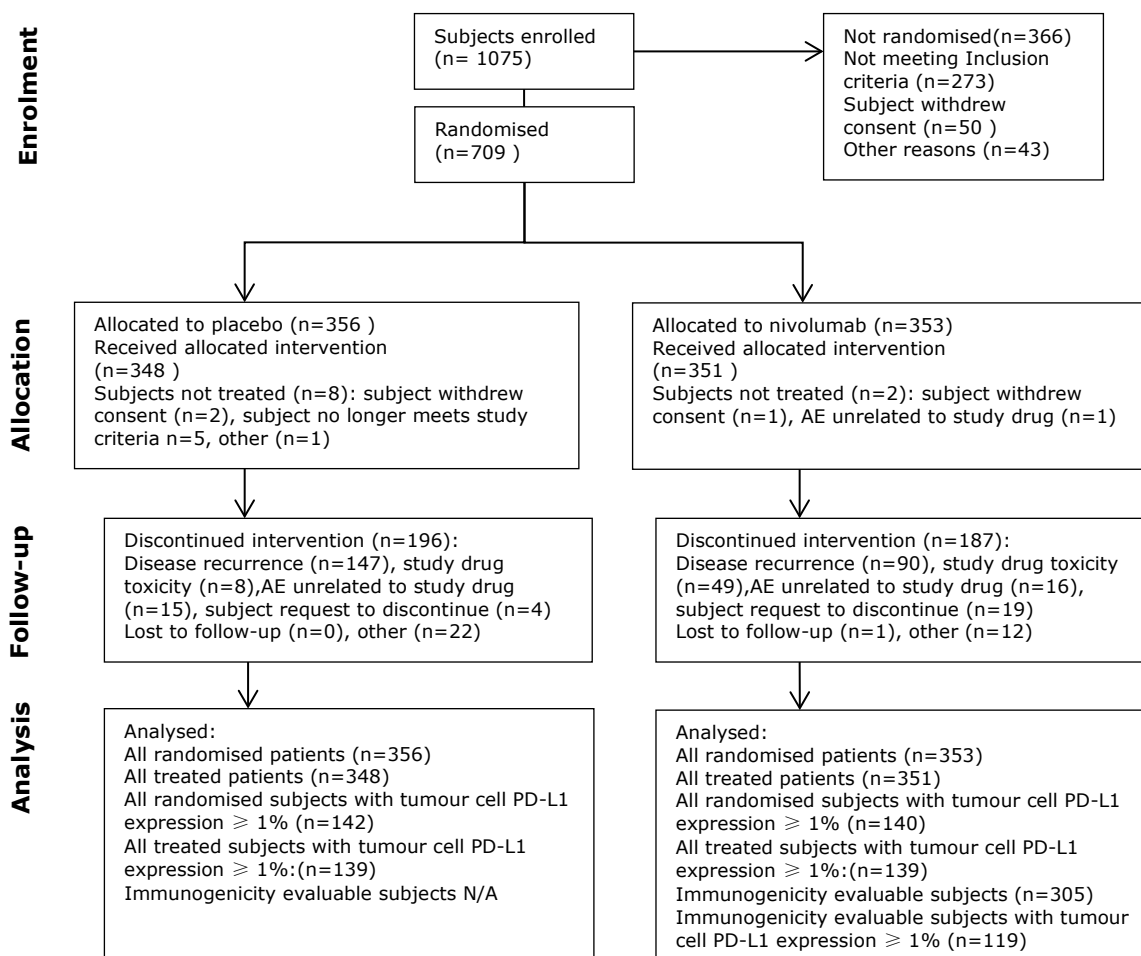 Enrolment
Subjects enrolled
(n= 1075)
Not randomised(n=366)
Not meeting Inclusion
criteria (n=273)
Subject withdrew
consent (n=50 )
Other reasons (n=43)
Randomised
(n=709 )
Allocation
Allocated to placebo (n=356 )
Received allocated intervention
(n=348 )
Subjects not treated (n=8): subject withdrew
consent (n=2), subject no longer meets study
criteria n=5, other (n=1)
Allocated to nivolumab (n=353)
Received allocated intervention
(n=351 )
Subjects not treated (n=2): subject withdrew
consent (n=1), AE unrelated to study drug (n=1)
Follow-up
Discontinued intervention (n=196):
Disease recurrence (n=147), study drug
toxicity (n=8),AE unrelated to study drug
(n=15), subject request to discontinue (n=4)
Lost to follow-up (n=0), other (n=22)
Discontinued intervention (n=187):
Disease recurrence (n=90), study drug toxicity
(n=49),AE unrelated to study drug (n=16),
subject request to discontinue (n=19)
Lost to follow-up (n=1), other (n=12)
Analysis
Analysed:
All randomised patients (n=356)
All treated patients (n=348)
All randomised subjects with tumour cell PD-L1
expression ≥ 1% (n=142)
All treated subjects with tumour cell PD-L1
expression ≥ 1%:(n=139)
Immunogenicity evaluable subjects N/A
Analysed:
All randomised patients (n=353)
All treated patients (n=351)
All randomised subjects with tumour cell PD-L1
expression ≥ 1% (n=140)
All treated subjects with tumour cell PD-L1
expression ≥ 1%:(n=139)
Immunogenicity evaluable subjects (n=305)
Immunogenicity evaluable subjects with tumour
cell PD-L1 expression ≥ 1% (n=119)